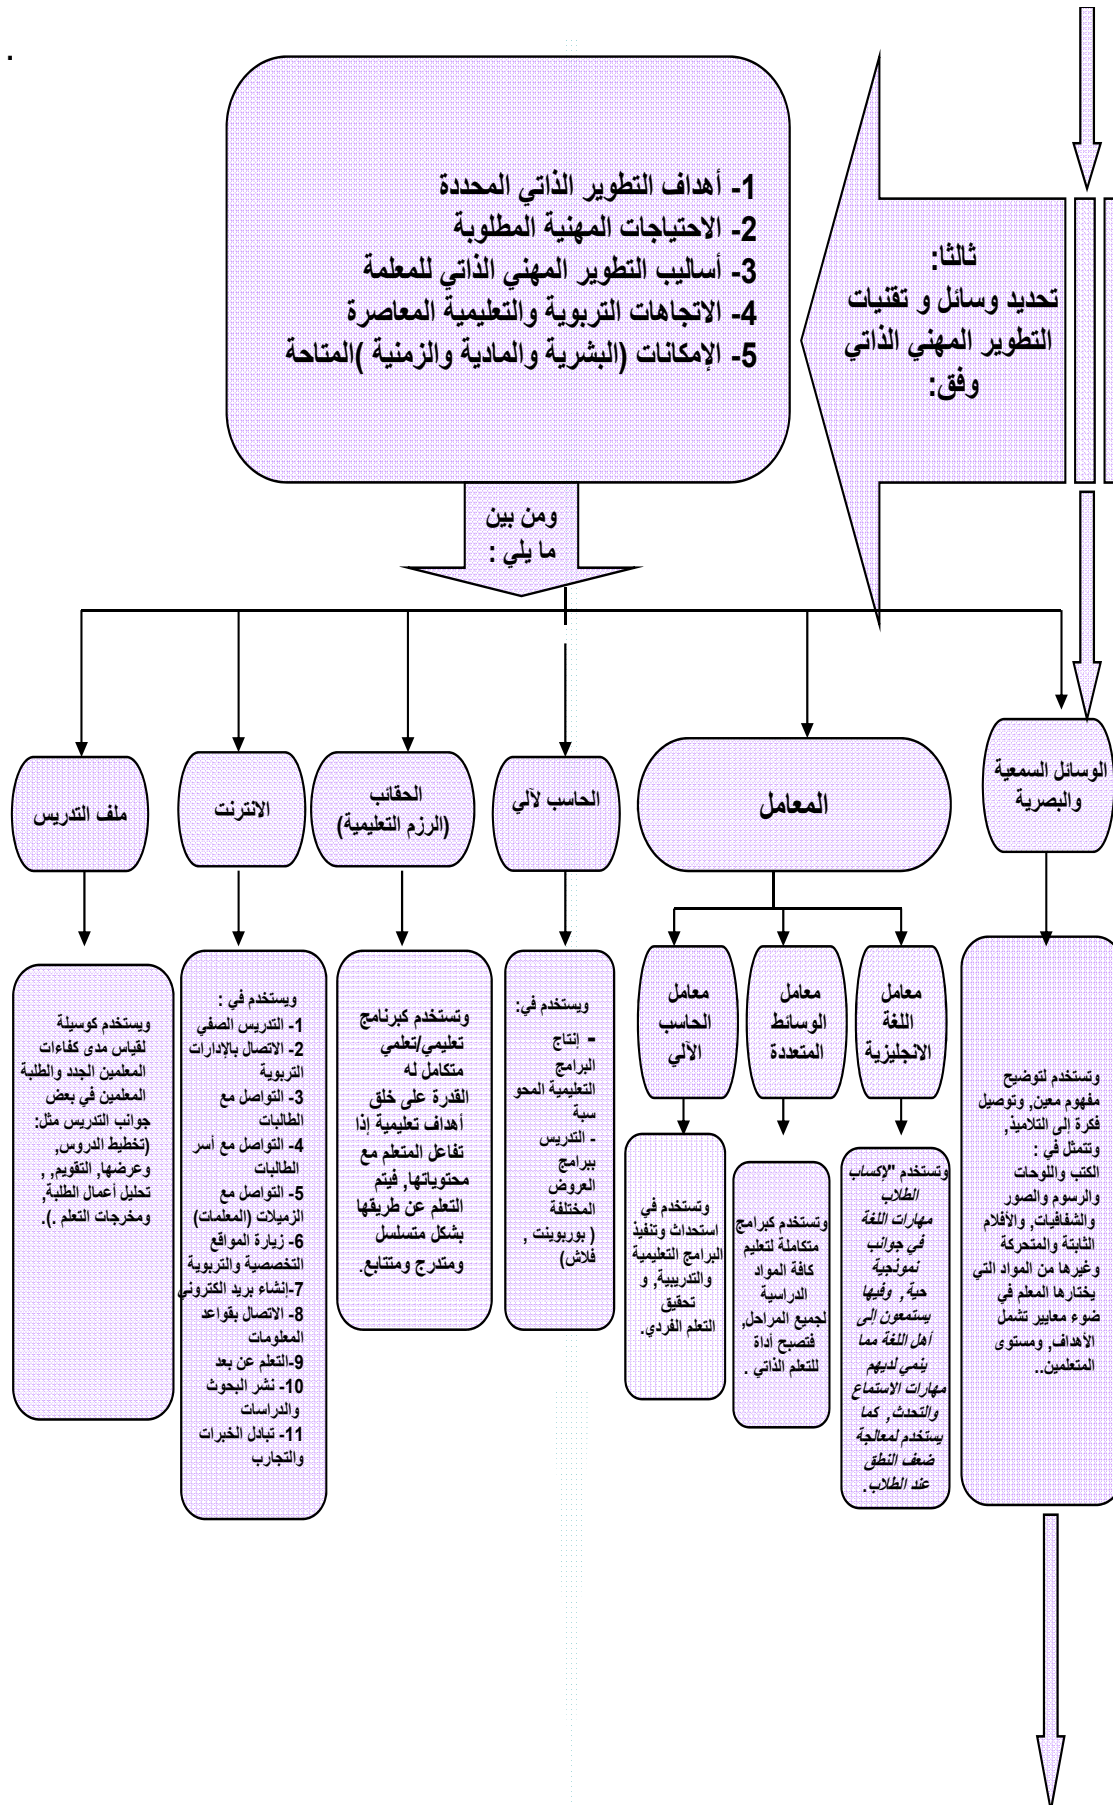 .
ثالثا:
تحديد وسائل و تقنيات
التطوير المهني الذاتي
وفق:
1- أهداف التطوير الذاتي المحددة
2- الاحتياجات المهنية المطلوبة
3- أساليب التطوير المهني الذاتي للمعلمة
4- الاتجاهات التربوية والتعليمية المعاصرة
5- الإمكانات (البشرية والمادية والزمنية )المتاحة
ومن بين
ما يلي :
الوسائل السمعية
والبصرية
المعامل
الحاسب لآلي
الحقائب
(الرزم التعليمية)
الانترنت
ملف التدريس
وتستخدم لتوضيح
مفهوم معين, وتوصيل
فكرة إلى التلاميذ,
وتتمثل في :
الكتب واللوحات
والرسوم والصور
والشفافيات, والأفلام
الثابتة والمتحركة
وغيرها من المواد التي
يختارها المعلم في
ضوء معايير تشمل
الأهداف, ومستوى
المتعلمين..
معامل
اللغة
الانجليزية
معامل
الوسائط
المتعددة
معامل
الحاسب
الآلي
وتستخدم "لإكساب
الطلاب
مهارات اللغة
في جوانب
نموذجية
حية, وفيها
يستمعون إلى
أهل اللغة مما
ينمي لديهم
مهارات الاستماع
والتحدث, كما
يستخدم لمعالجة
ضعف النطق
عند الطلاب.
وتستخدم كبرامج
متكاملة لتعليم
كافة المواد
الدراسية
لجميع المراحل,
فتصبح أداة
للتعلم الذاتي .
وتستخدم في
استحداث وتنفيذ
البرامج التعليمية
والتدريبية, و
تحقيق
التعلم الفردي.
ويستخدم في:
- انتاج
البرامج
التعليمية المحو
سبة
- التدريس
ببرامج
العروض
المختلفة
( بوربوينت ,
فلاش)
وتستخدم كبرنامج
تعليمي/تعلمي
متكامل له
القدرة على خلق
أهداف تعليمية إذا
تفاعل المتعلم مع
محتوياتها, فيتم
التعلم عن طريقها
بشكل متسلسل
ومتدرج ومتتابع.
ويستخدم في :
1- التدريس الصفي
2- الاتصال بالإدارات
التربوية
3- التواصل مع
الطالبات
4- التواصل مع أسر
الطالبات
5- التواصل مع
الزميلات (المعلمات)
6- زيارة المواقع
التخصصية والتربوية
7-إنشاء بريد الكتروني
8- الاتصال بقواعد
المعلومات
9-التعلم عن بعد
10- نشر البحوث
والدراسات
11- تبادل الخبرات
والتجارب
ويستخدم كوسيلة
لقياس مدى كفاءات
المعلمين الجدد والطلبة
المعلمين في بعض
جوانب التدريس مثل:
(تخطيط الدروس,
وعرضها, التقويم, ,
تحليل أعمال الطلبة,
ومخرجات التعلم .).